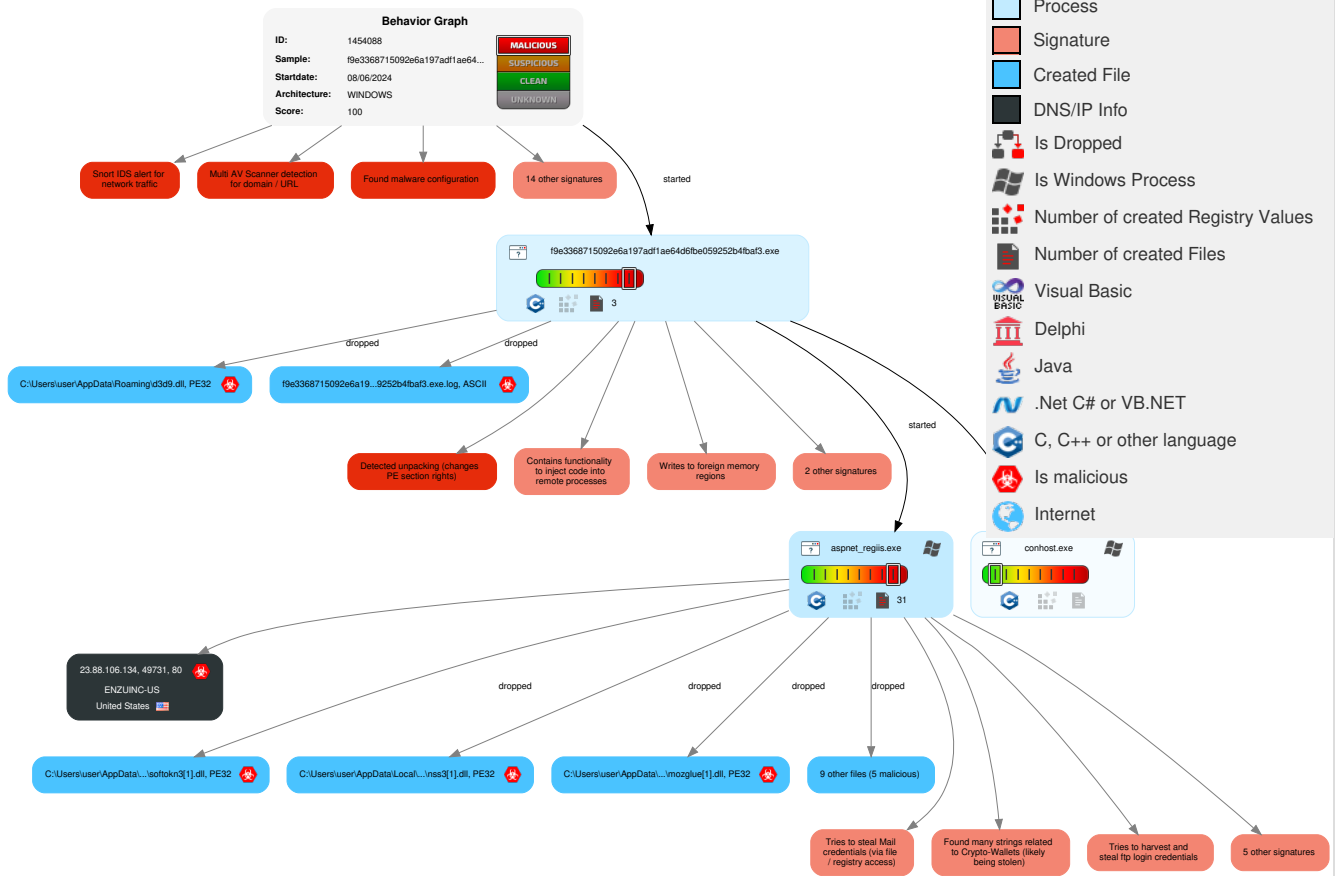 Behavior Graph
ID: 1454088
Sample: f9e3368715092e6a197adf1ae64...
Startdate: 08/06/2024
Architecture: WINDOWS
Score: 100
MALICIOUS
SUSPICIOUS
CLEAN
UNKNOWN
Process
Signature
Created File
DNS/IP Info
Is Dropped
Is Windows Process
Number of created Registry Values
Number of created Files
VISUAL
BASIC
Visual Basic
Delphi
Java
.Net C# or VB.NET
C, C++ or other language
Is malicious
Internet
Snort IDS alert for
network traffic
Multi AV Scanner detection
for domain / URL
Found malware configuration
14 other signatures
started
f9e3368715092e6a197adf1ae64d6fbe059252b4fbaf3.exe
3
dropped
dropped
C:\Users\user\AppData\Roaming\d3d9.dll, PE32
f9e3368715092e6a19...9252b4fbaf3.exe.log, ASCII
started
Detected unpacking (changes
PE section rights)
Contains functionality
to inject code into
remote processes
Writes to foreign memory
regions
2 other signatures
aspnet_regiis.exe
31
conhost.exe
23.88.106.134, 49731, 80
ENZUINC-US
United States
dropped
dropped
dropped
dropped
C:\Users\user\AppData\...\softokn3[1].dll, PE32
C:\Users\user\AppData\Local\...\nss3[1].dll, PE32
C:\Users\user\AppData\...\mozglue[1].dll, PE32
9 other files (5 malicious)
Tries to steal Mail
credentials (via file
/ registry access)
Found many strings related
to Crypto-Wallets (likely
being stolen)
Tries to harvest and
steal ftp login credentials
5 other signatures